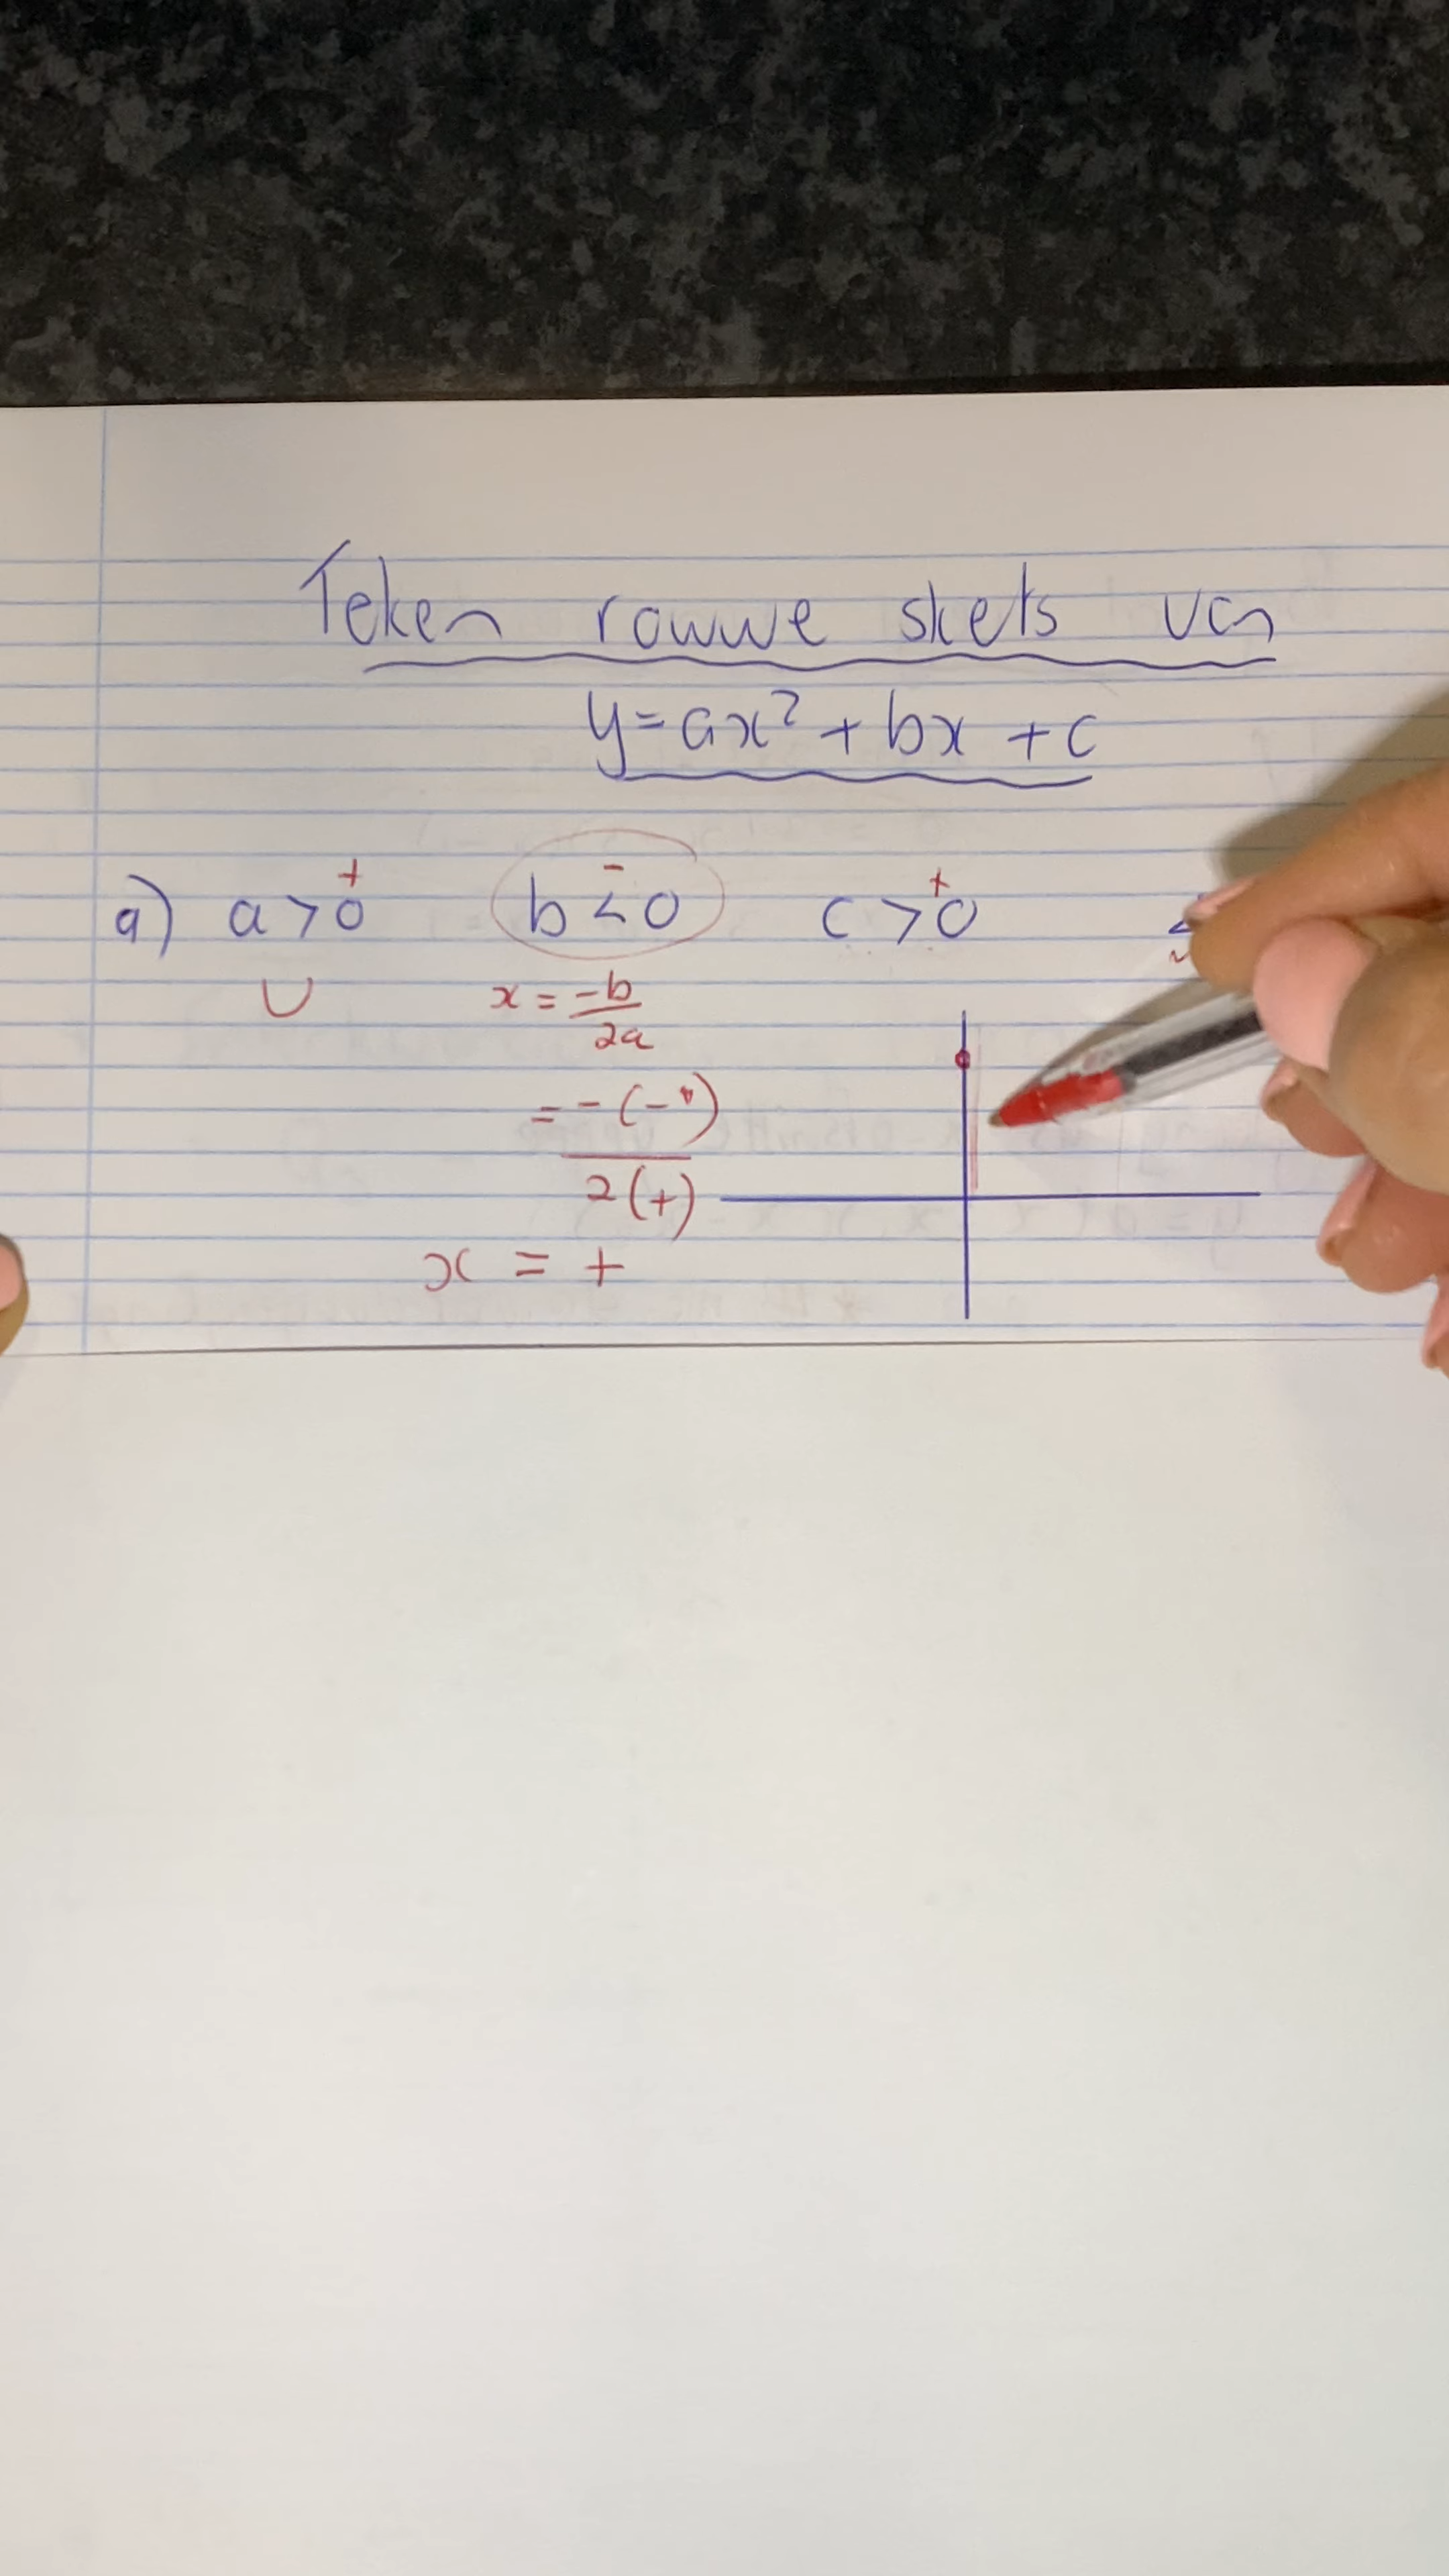 Teken rowwe skets van
y = ax² + bx + c
a) a > 0 b < 0 c > 0
+ - +
∪ x = -b/2a
= -(-)/2(+)
x = +